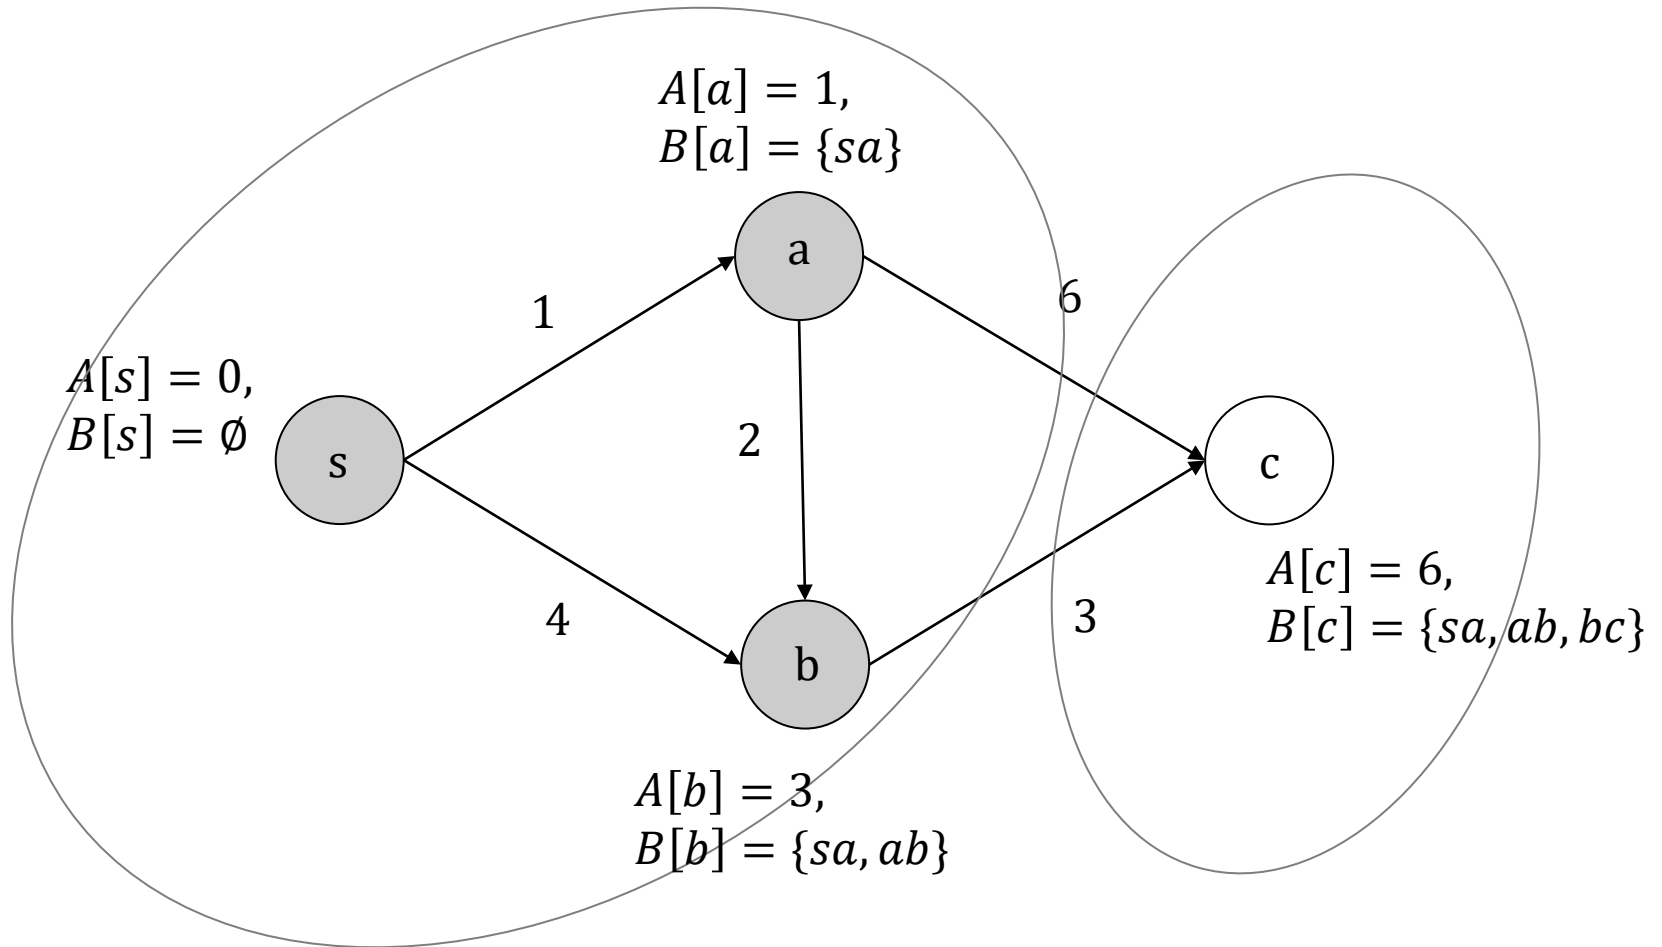 A[a] = 1,
B[a] = {sa}
a
6
1
A[s] = 0,
B[s] = ∅
s
2
c
A[c] = 6,
B[c] = {sa, ab, bc}
4
3
b
A[b] = 3,
B[b] = {sa, ab}